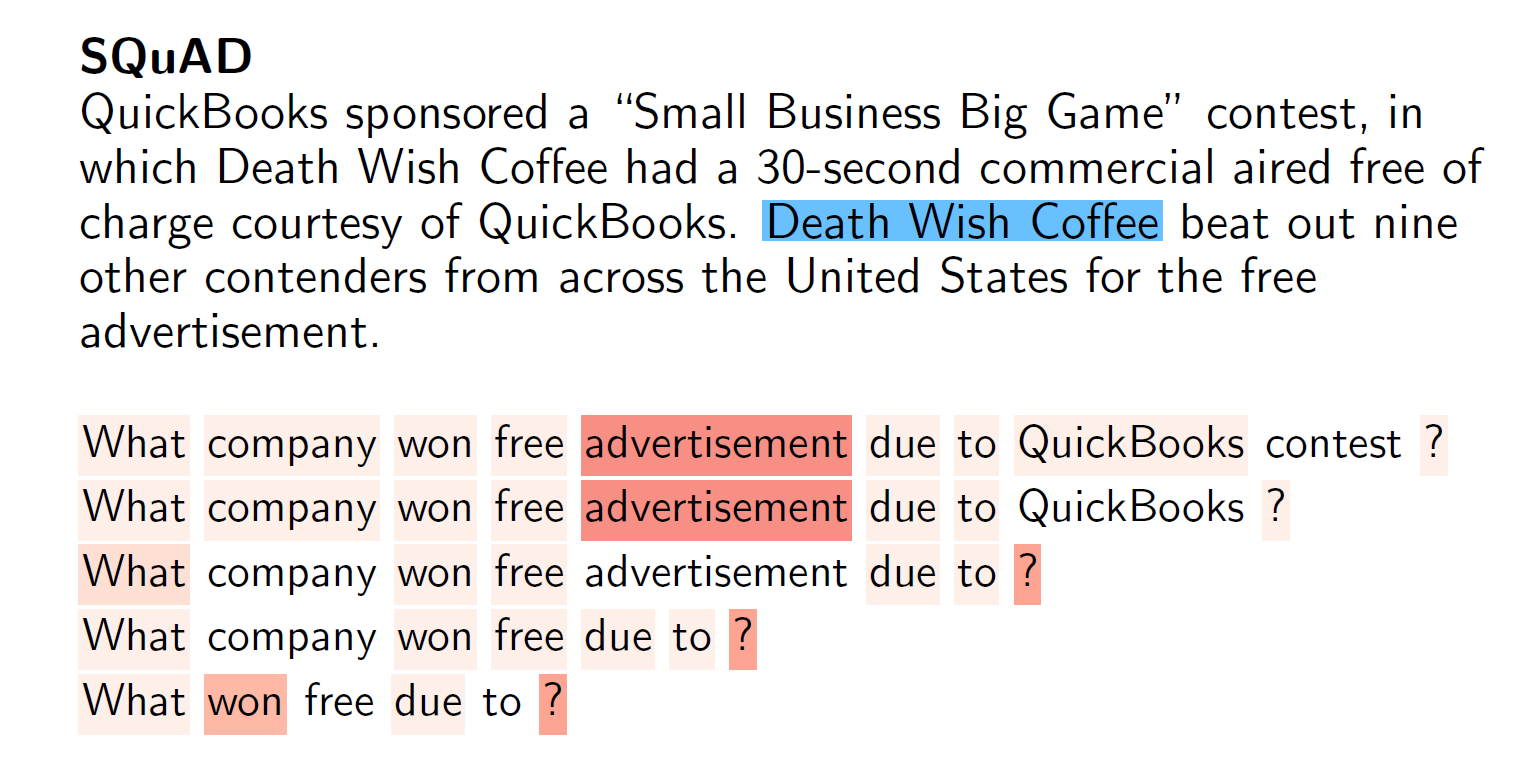 SQuAD
QuickBooks sponsored a “Small Business Big Game” contest, in
which Death Wish Coffee had a 30-second commercial aired free of
charge courtesy of QuickBooks. Death Wish Coffee beat out nine
other contenders from across the United States for the free
advertisement.
What company won free advertisement due to QuickBooks contest ?
What company won free advertisement due to QuickBooks ?
What company won free advertisement due to ?
What company won free due to ?
What won free due to ?